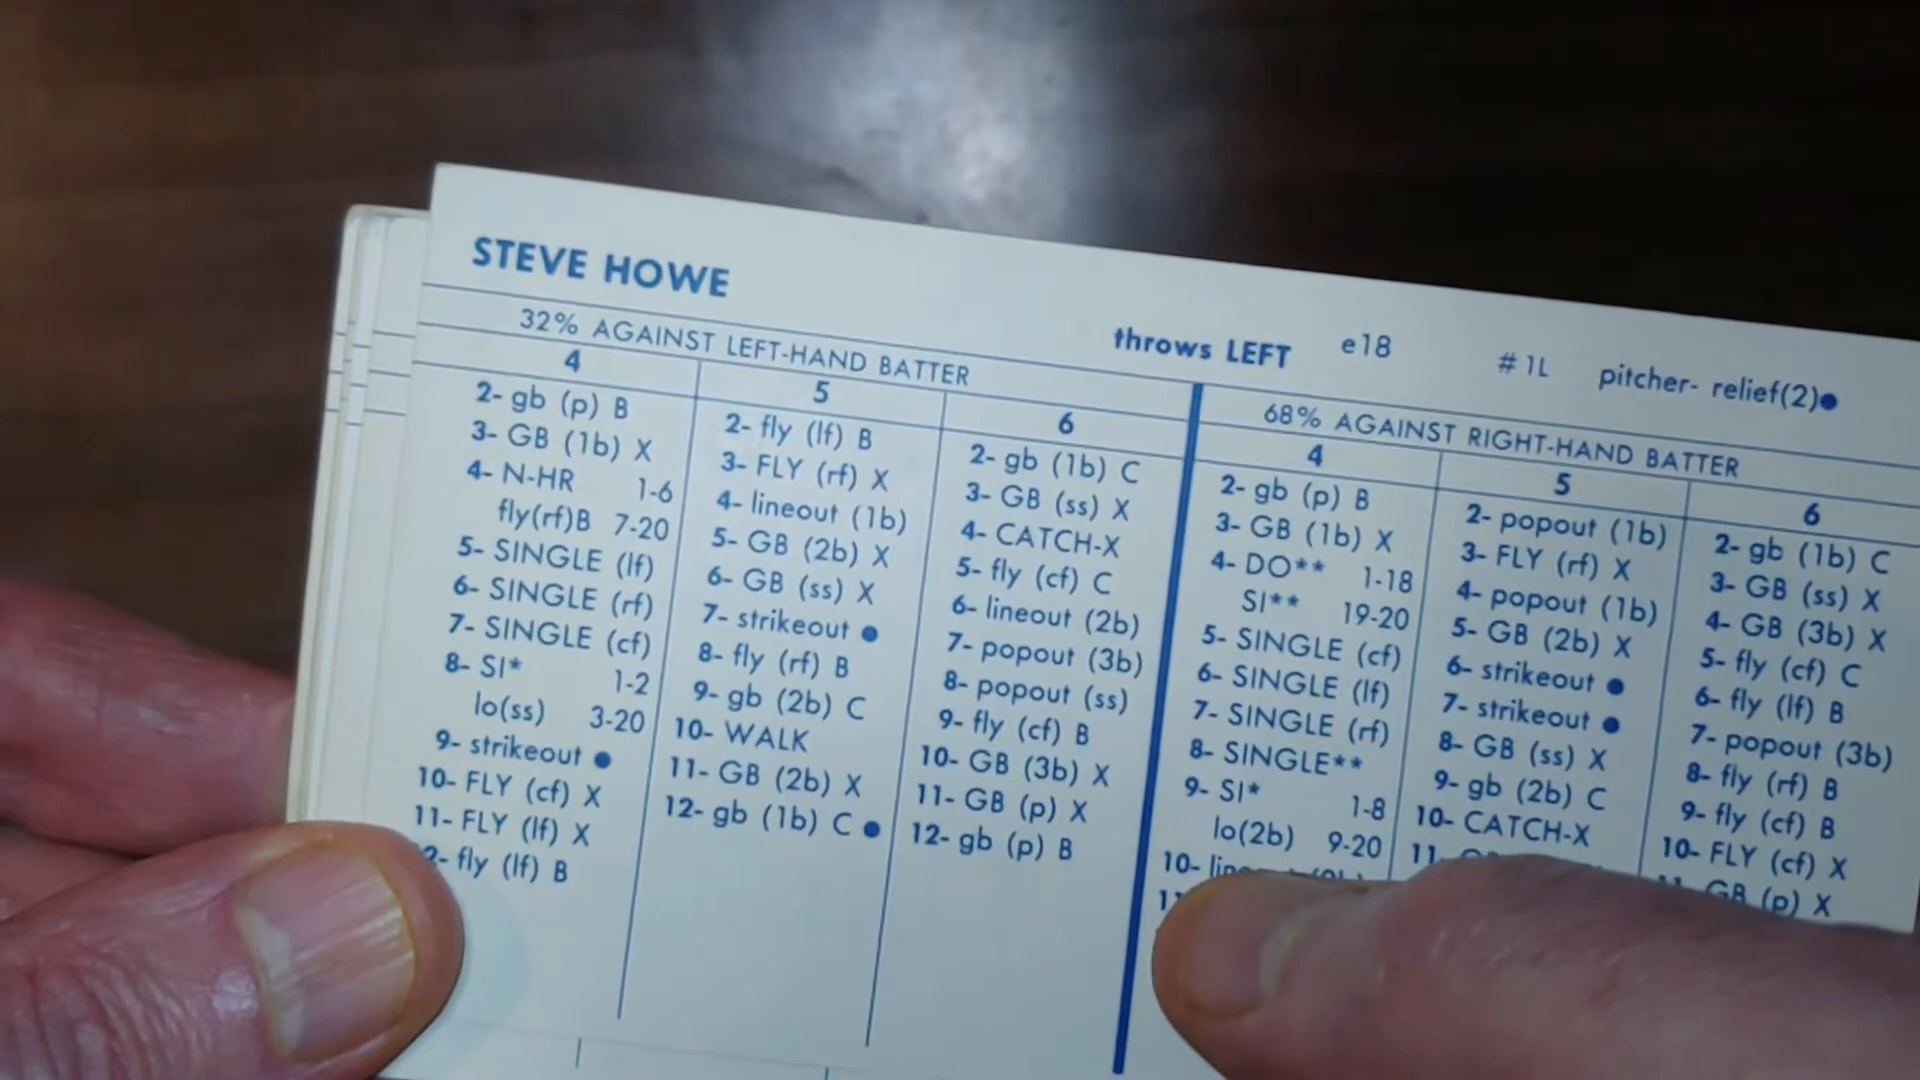 STEVE HOWE
throws LEFT e18 #1L pitcher- relief(2)●
32% AGAINST LEFT-HAND BATTER
4
2- gb (p) B
3- GB (1b) X
4- N-HR 1-6
fly(rf)B 7-20
5- SINGLE (lf)
6- SINGLE (rf)
7- SINGLE (cf)
8- SI* 1-2
lo(ss) 3-20
9- strikeout ●
10- FLY (cf) X
11- FLY (lf) X
2- fly (lf) B
5
2- fly (lf) B
3- FLY (rf) X
4- lineout (1b)
5- GB (2b) X
6- GB (ss) X
7- strikeout ●
8- fly (rf) B
9- gb (2b) C
10- WALK
11- GB (2b) X
12- gb (1b) C ●
6
2- gb (1b) C
3- GB (ss) X
4- CATCH-X
5- fly (cf) C
6- lineout (2b)
7- popout (3b)
8- popout (ss)
9- fly (cf) B
10- GB (3b) X
11- GB (p) X
12- gb (p) B
68% AGAINST RIGHT-HAND BATTER
4
2- gb (p) B
3- GB (1b) X
4- DO** 1-18
SI** 19-20
5- SINGLE (cf)
6- SINGLE (lf)
7- SINGLE (rf)
8- SINGLE**
9- SI* 1-8
lo(2b) 9-20
10-
11
5
2- popout (1b)
3- FLY (rf) X
4- popout (1b)
5- GB (2b) X
6- strikeout ●
7- strikeout ●
8- GB (ss) X
9- gb (2b) C
10- CATCH-X
11-
6
2- gb (1b) C
3- GB (ss) X
4- GB (3b) X
5- fly (cf) C
6- fly (lf) B
7- popout (3b)
8- fly (rf) B
9- fly (cf) B
10- FLY (cf) X
11- GB (p) X